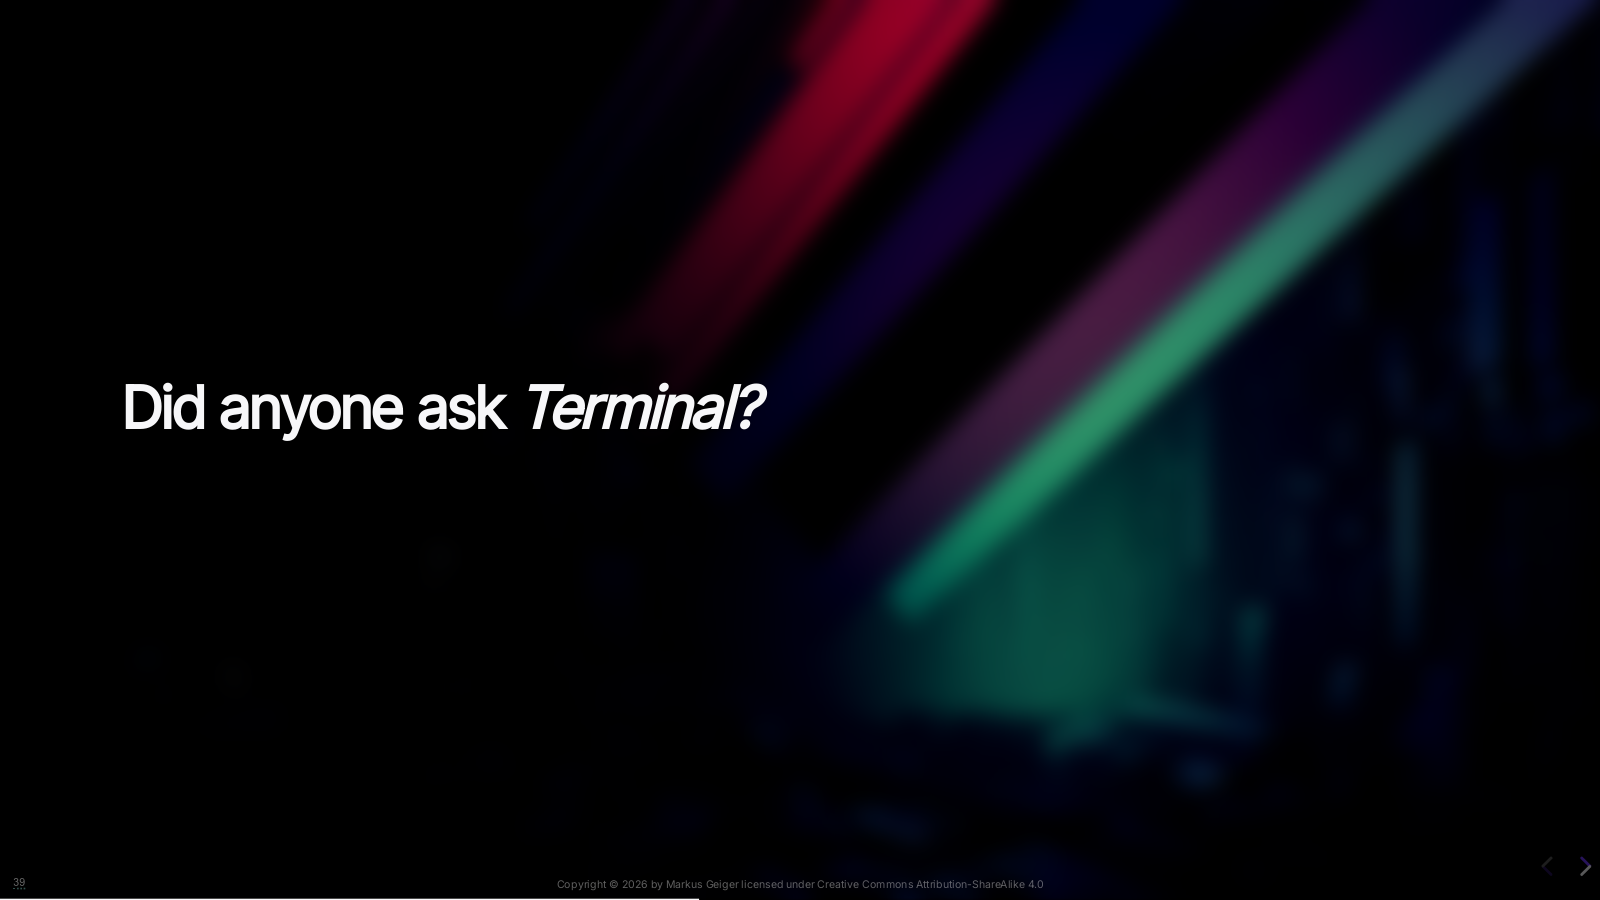 Did anyone ask Terminal?
39
Copyright © 2026 by Markus Geiger licensed under Creative Commons Attribution-ShareAlike 4.0